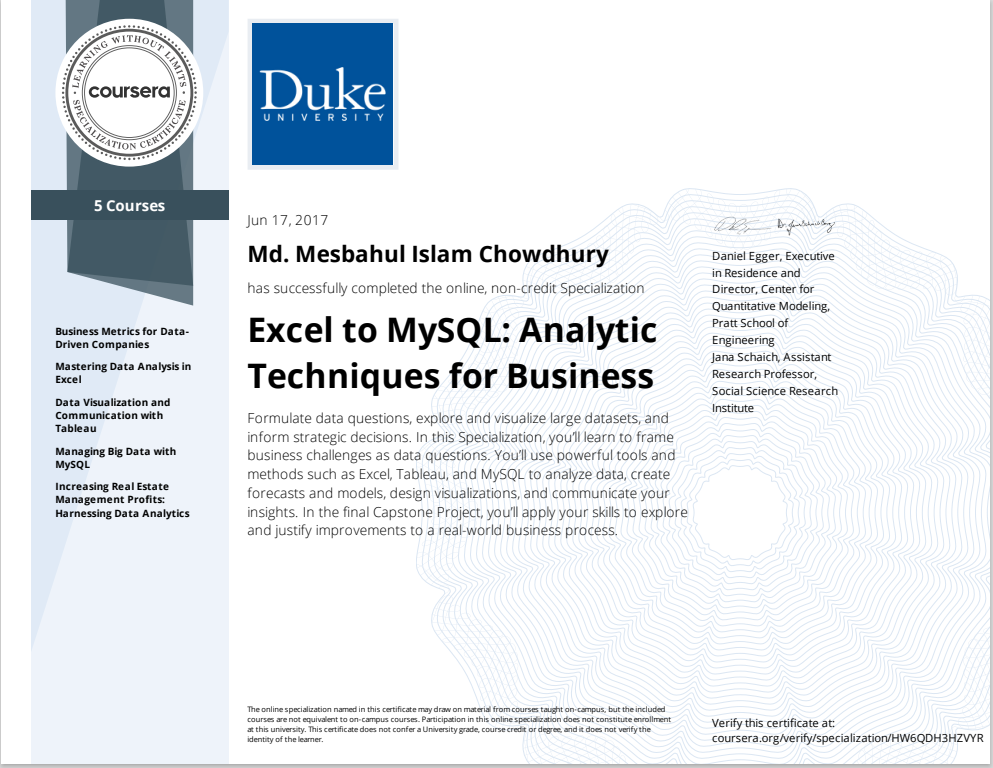 LEARNING WITHOUT LIMITS
coursera
SPECIALIZATION CERTIFICATE
5 Courses
Business Metrics for Data-
Driven Companies
Mastering Data Analysis in
Excel
Data Visualization and
Communication with
Tableau
Managing Big Data with
MySQL
Increasing Real Estate
Management Profits:
Harnessing Data Analytics
Duke
UNIVERSITY
Jun 17, 2017
Md. Mesbahul Islam Chowdhury
has successfully completed the online, non-credit Specialization
Excel to MySQL: Analytic
Techniques for Business
Formulate data questions, explore and visualize large datasets, and
inform strategic decisions. In this Specialization, you’ll learn to frame
business challenges as data questions. You’ll use powerful tools and
methods such as Excel, Tableau, and MySQL to analyze data, create
forecasts and models, design visualizations, and communicate your
insights. In the final Capstone Project, you’ll apply your skills to explore
and justify improvements to a real-world business process.
Daniel Egger, Executive
in Residence and
Director, Center for
Quantitative Modeling,
Pratt School of
Engineering
Jana Schaich, Assistant
Research Professor,
Social Science Research
Institute
The online specialization named in this certificate may draw on material from courses taught on-campus, but the included
courses are not equivalent to on-campus courses. Participation in this online specialization does not constitute enrollment
at this university. This certificate does not confer a University grade, course credit or degree, and it does not verify the
identity of the learner.
Verify this certificate at:
coursera.org/verify/specialization/HW6QDH3HZVYR